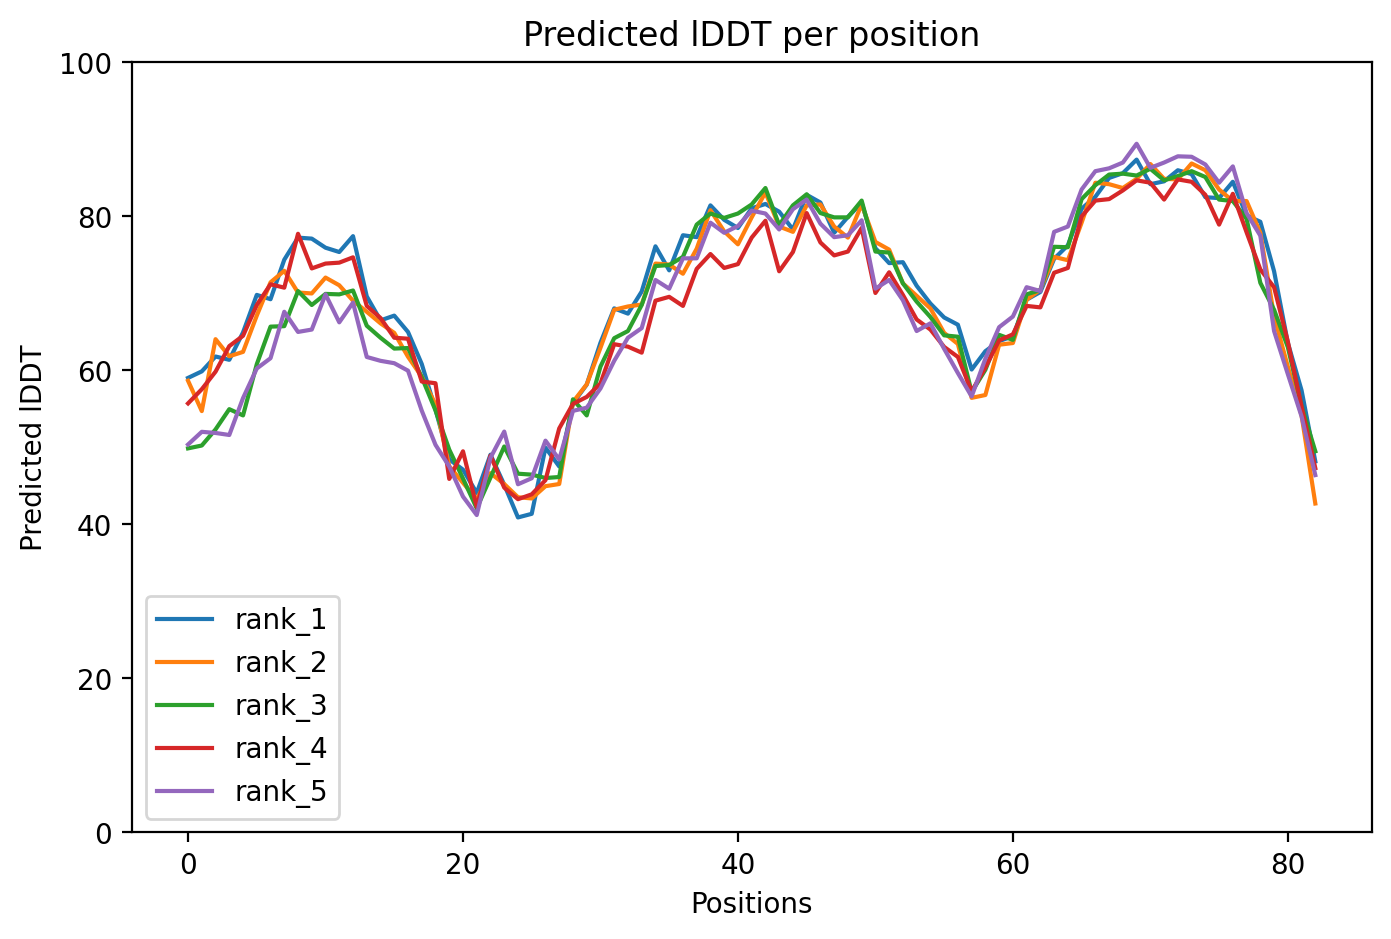 Predicted lDDT per position
100
80
60
40
20
0
Predicted lDDT
rank_1
rank_2
rank_3
rank_4
rank_5
0 20 40 60 80
Positions